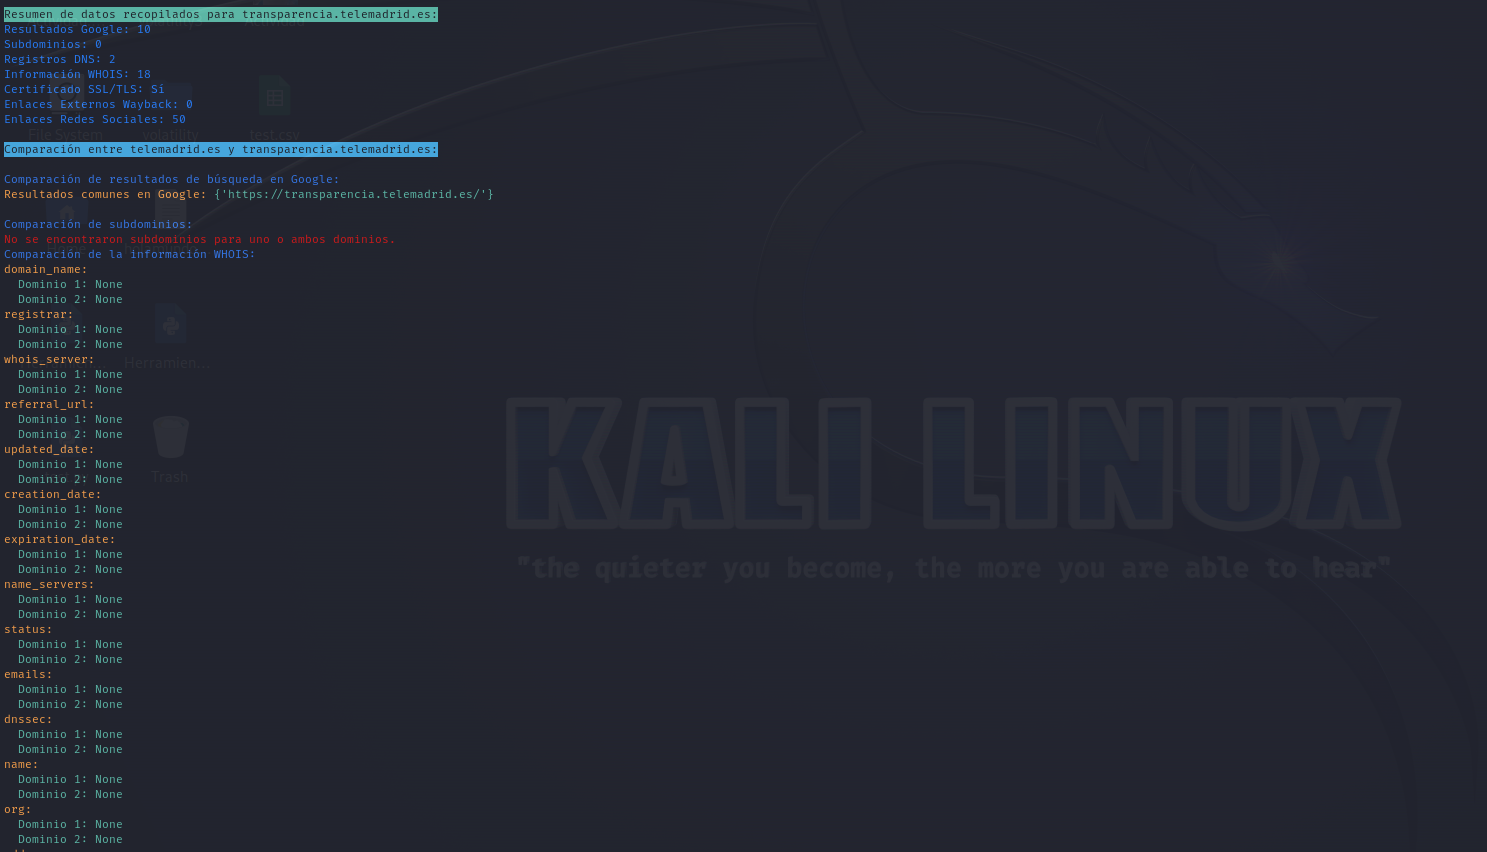 Resumen de datos recopilados para transparencia.telemadrid.es:
Resultados Google: 10
Subdominios: 0
Registros DNS: 2
Información WHOIS: 18
Certificado SSL/TLS: Sí
Enlaces Externos Wayback: 0
Enlaces Redes Sociales: 50
File System
volatility
test.csv
Comparación entre telemadrid.es y transparencia.telemadrid.es:
Comparación de resultados de búsqueda en Google:
Resultados comunes en Google: {'https://transparencia.telemadrid.es/'}
Comparación de subdominios:
No se encontraron subdominios para uno o ambos dominios.
Comparación de la información WHOIS:
domain_name:
Dominio 1: None
Dominio 2: None
registrar:
Dominio 1: None
Dominio 2: None
whois_server:
Herramien...
Dominio 1: None
Dominio 2: None
referral_url:
Dominio 1: None
Dominio 2: None
updated_date:
Dominio 1: None
Dominio 2: None
Trash
creation_date:
Dominio 1: None
Dominio 2: None
expiration_date:
Dominio 1: None
Dominio 2: None
name_servers:
Dominio 1: None
Dominio 2: None
status:
Dominio 1: None
Dominio 2: None
emails:
Dominio 1: None
Dominio 2: None
dnssec:
Dominio 1: None
Dominio 2: None
name:
Dominio 1: None
Dominio 2: None
org:
Dominio 1: None
Dominio 2: None
KALI LINUX
"the quieter you become, the more you are able to hear"